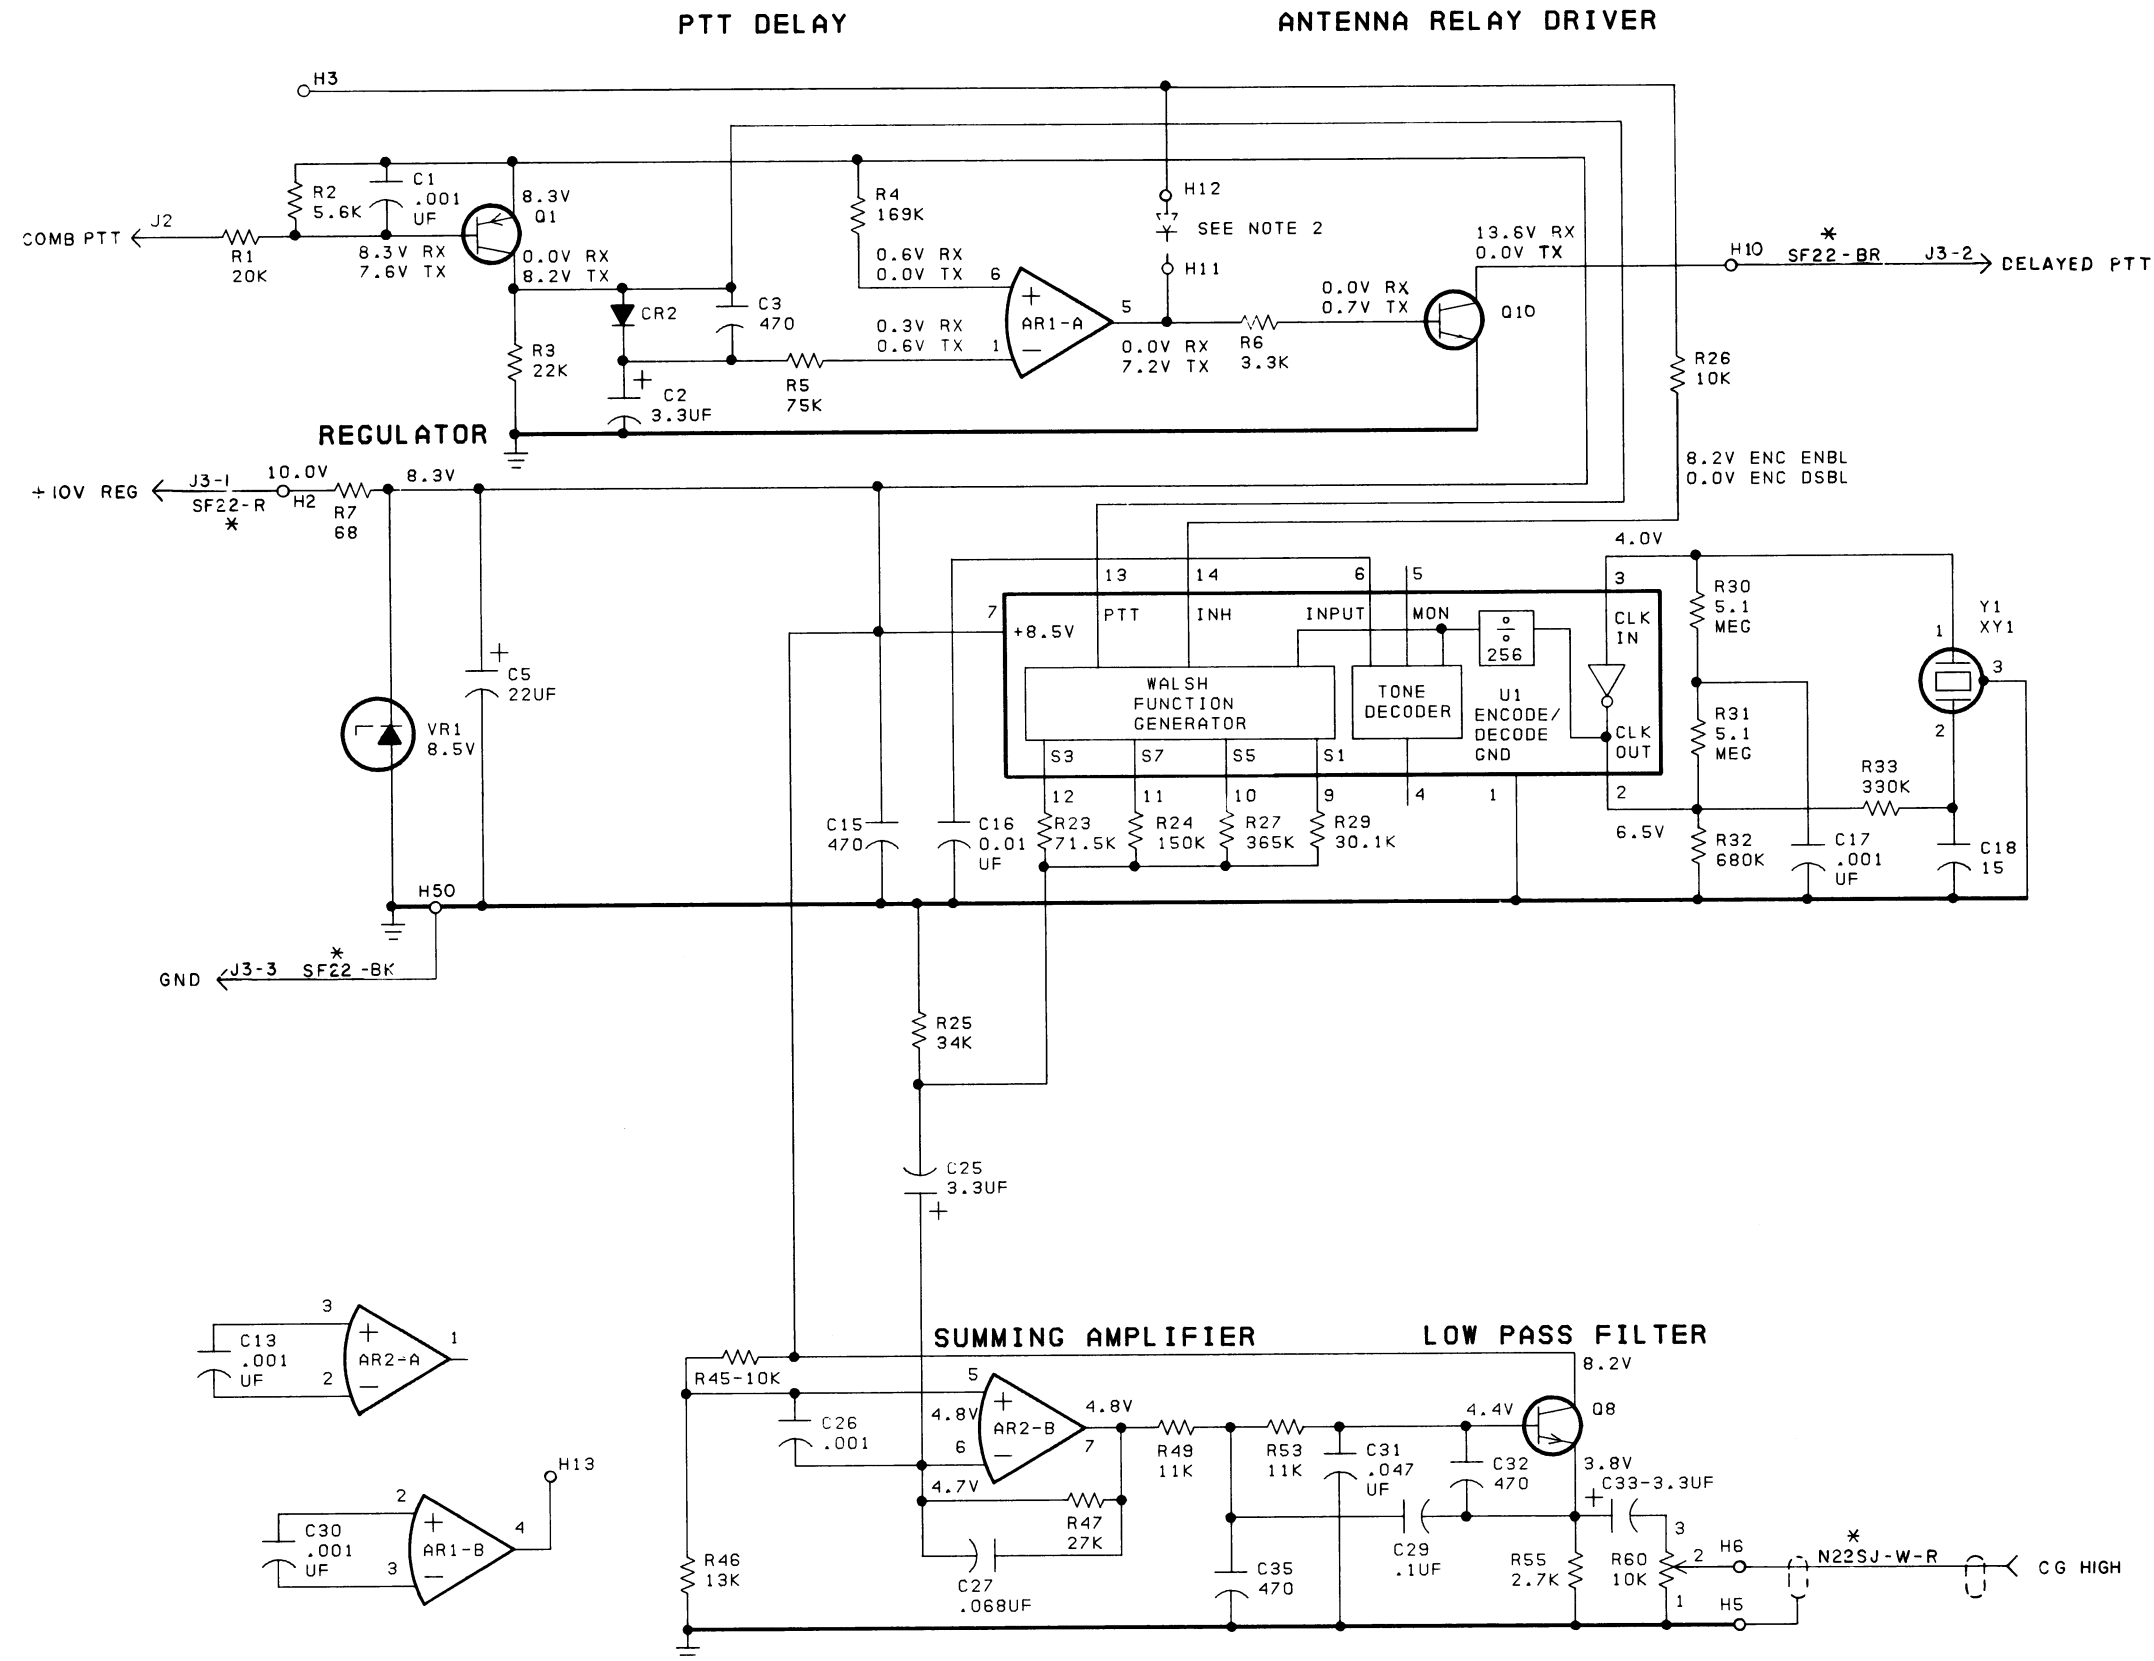 PTT DELAY
ANTENNA RELAY DRIVER
H3
R2
5.6K
C1
.001
UF
8.3V
Q1
COMB PTT
J2
R1
20K
8.3V RX
7.6V TX
0.0V RX
8.2V TX
R3
22K
CR2
C3
470
C2
3.3UF
+
R5
75K
R4
169K
0.6V RX
0.0V TX
6
0.3V RX
0.6V TX
1
+
AR1-A
−
5
0.0V RX
7.2V TX
H12
SEE NOTE 2
H11
R6
3.3K
0.0V RX
0.7V TX
13.6V RX
0.0V TX
Q10
H10
*
SF22-BR
J3-2
DELAYED PTT
R26
10K
8.2V ENC ENBL
0.0V ENC DSBL
REGULATOR
+10V REG
J3-1
SF22-R
*
10.0V
H2
R7
68
8.3V
+
C5
22UF
VR1
8.5V
C15
470
C16
0.01
UF
7
13
14
6
5
3
4.0V
+8.5V
PTT
INH
INPUT
MON
÷
256
CLK
IN
WALSH
FUNCTION
GENERATOR
TONE
DECODER
U1
ENCODE/
DECODE
GND
CLK
OUT
S3
S7
S5
S1
12
11
10
9
4
1
2
R23
71.5K
R24
150K
R27
365K
R29
30.1K
6.5V
R30
5.1
MEG
R31
5.1
MEG
R32
680K
C17
.001
UF
R33
330K
C18
15
Y1
XY1
1
3
2
H50
GND
J3-3
*
SF22-BK
R25
34K
C25
3.3UF
+
3
2
C13
.001
UF
+
AR2-A
−
1
2
3
C30
.001
UF
+
AR1-B
−
4
H13
SUMMING AMPLIFIER
LOW PASS FILTER
R45-10K
C26
.001
5
4.8V
6
4.7V
+
AR2-B
−
4.8V
7
R47
27K
C27
.068UF
R46
13K
R49
11K
R53
11K
C31
.047
UF
C35
470
C29
.1UF
C32
470
4.4V
8.2V
Q8
3.8V
C33-3.3UF
+
R55
2.7K
R60
10K
3
2
1
H6
H5
*
N22SJ-W-R
CG HIGH